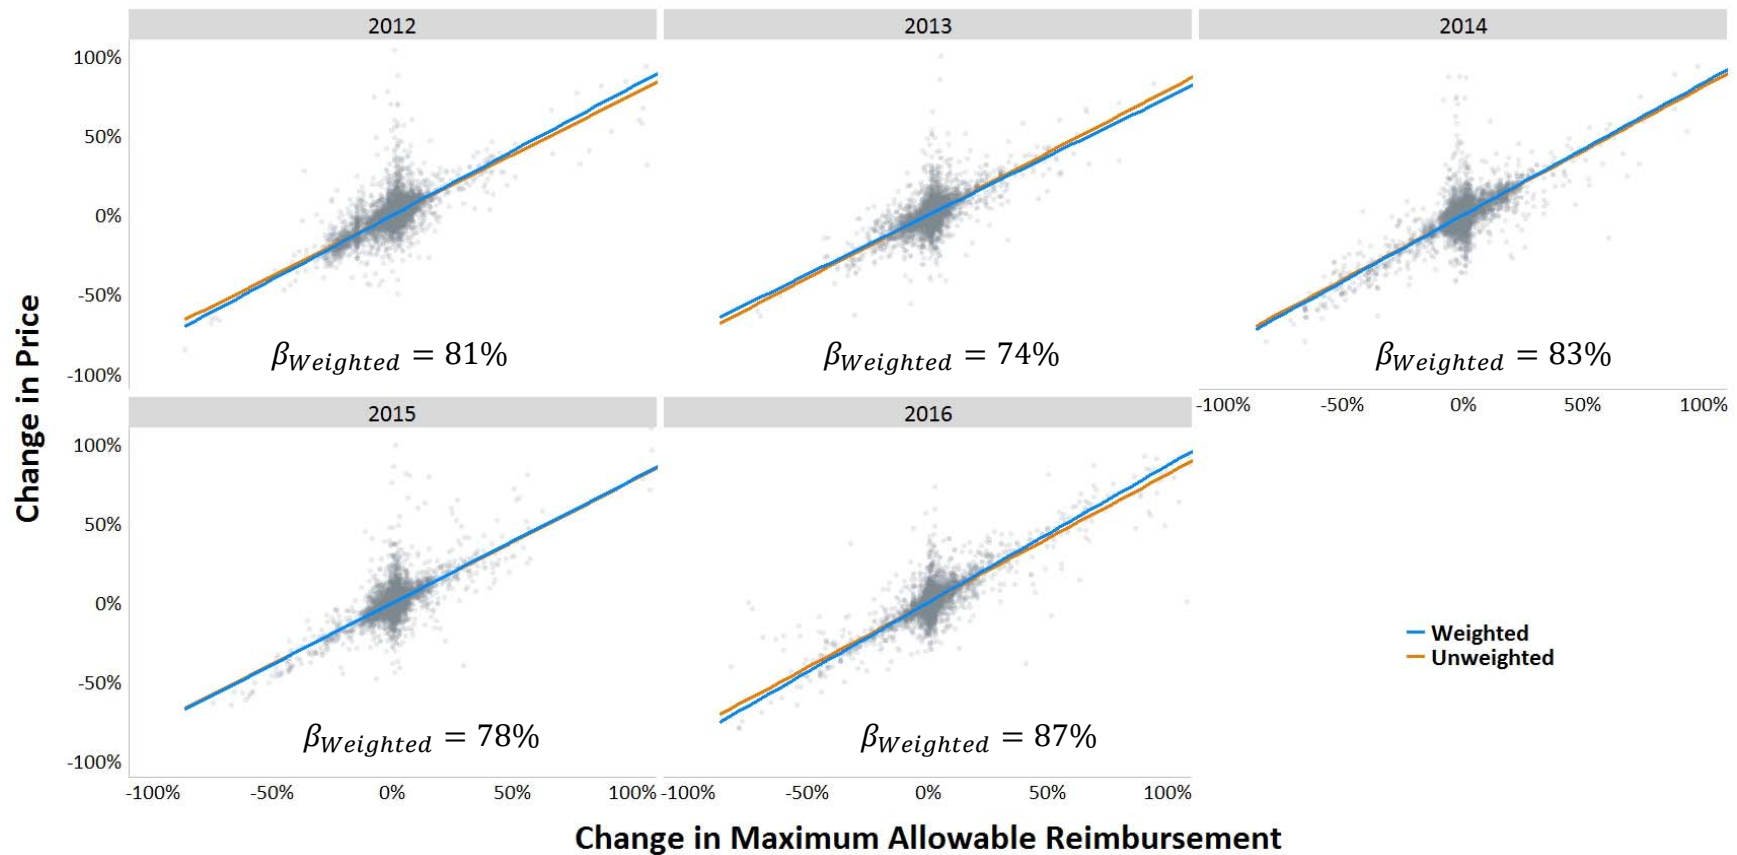 2012
2013
2014
100%
50%
0%
-50%
-100%
Change in Price
βWeighted = 81%
βWeighted = 74%
βWeighted = 83%
-100% -50% 0% 50% 100%
2015
2016
100%
50%
0%
-50%
-100%
βWeighted = 78%
βWeighted = 87%
Weighted
Unweighted
-100% -50% 0% 50% 100%
-100% -50% 0% 50% 100%
Change in Maximum Allowable Reimbursement